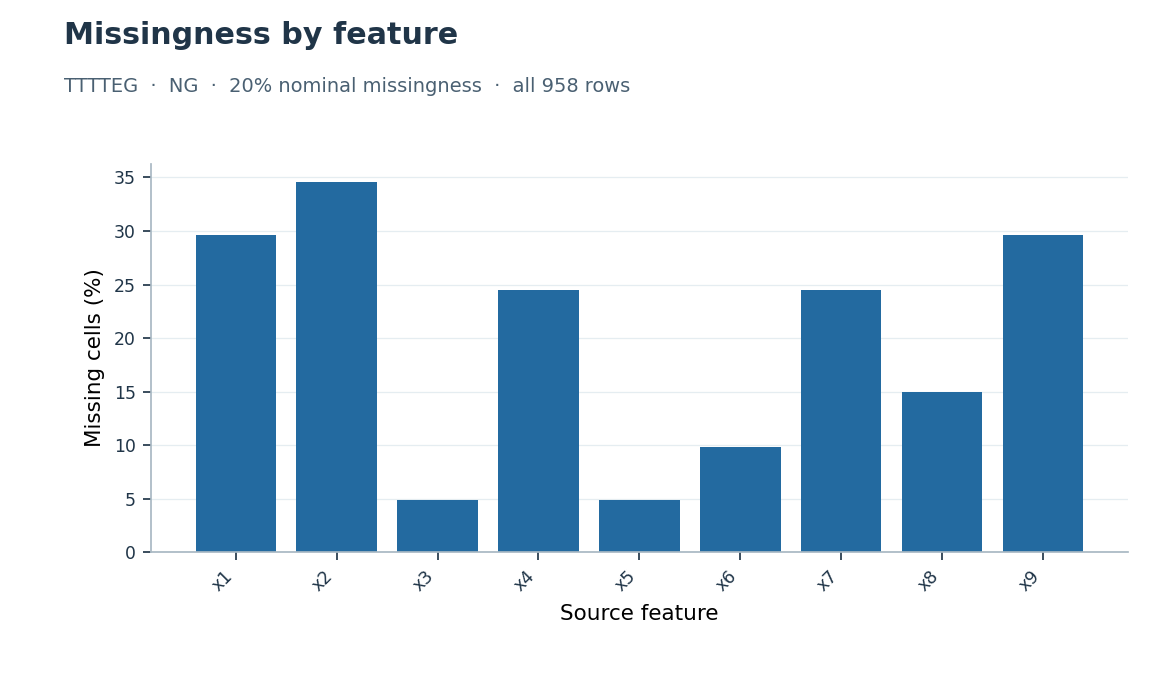 Missingness by feature
TTTTEG · NG · 20% nominal missingness · all 958 rows
35
30
25
20
15
10
5
0
Missing cells (%)
x1 x2 x3 x4 x5 x6 x7 x8 x9
Source feature